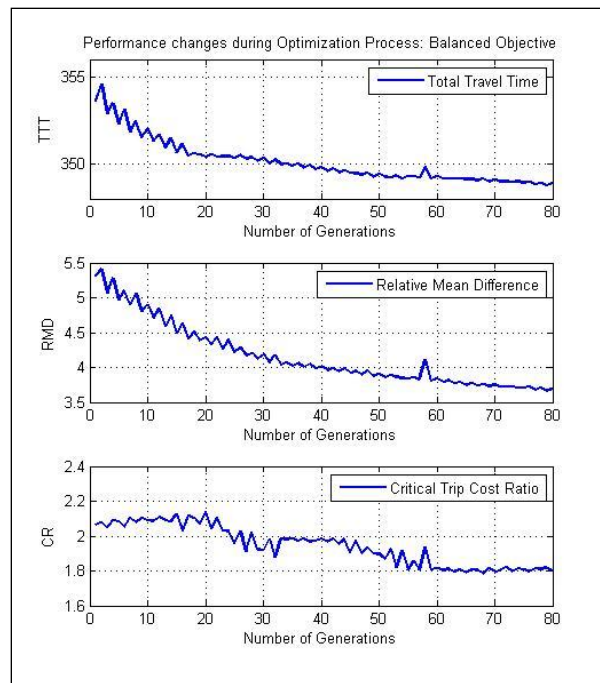 Performance changes during Optimization Process: Balanced Objective
355
350
TTT
Total Travel Time
0 10 20 30 40 50 60 70 80
Number of Generations
5.5
5
4.5
4
3.5
RMD
Relative Mean Difference
0 10 20 30 40 50 60 70 80
Number of Generations
2.4
2.2
2
1.8
1.6
CR
Critical Trip Cost Ratio
0 10 20 30 40 50 60 70 80
Number of Generations